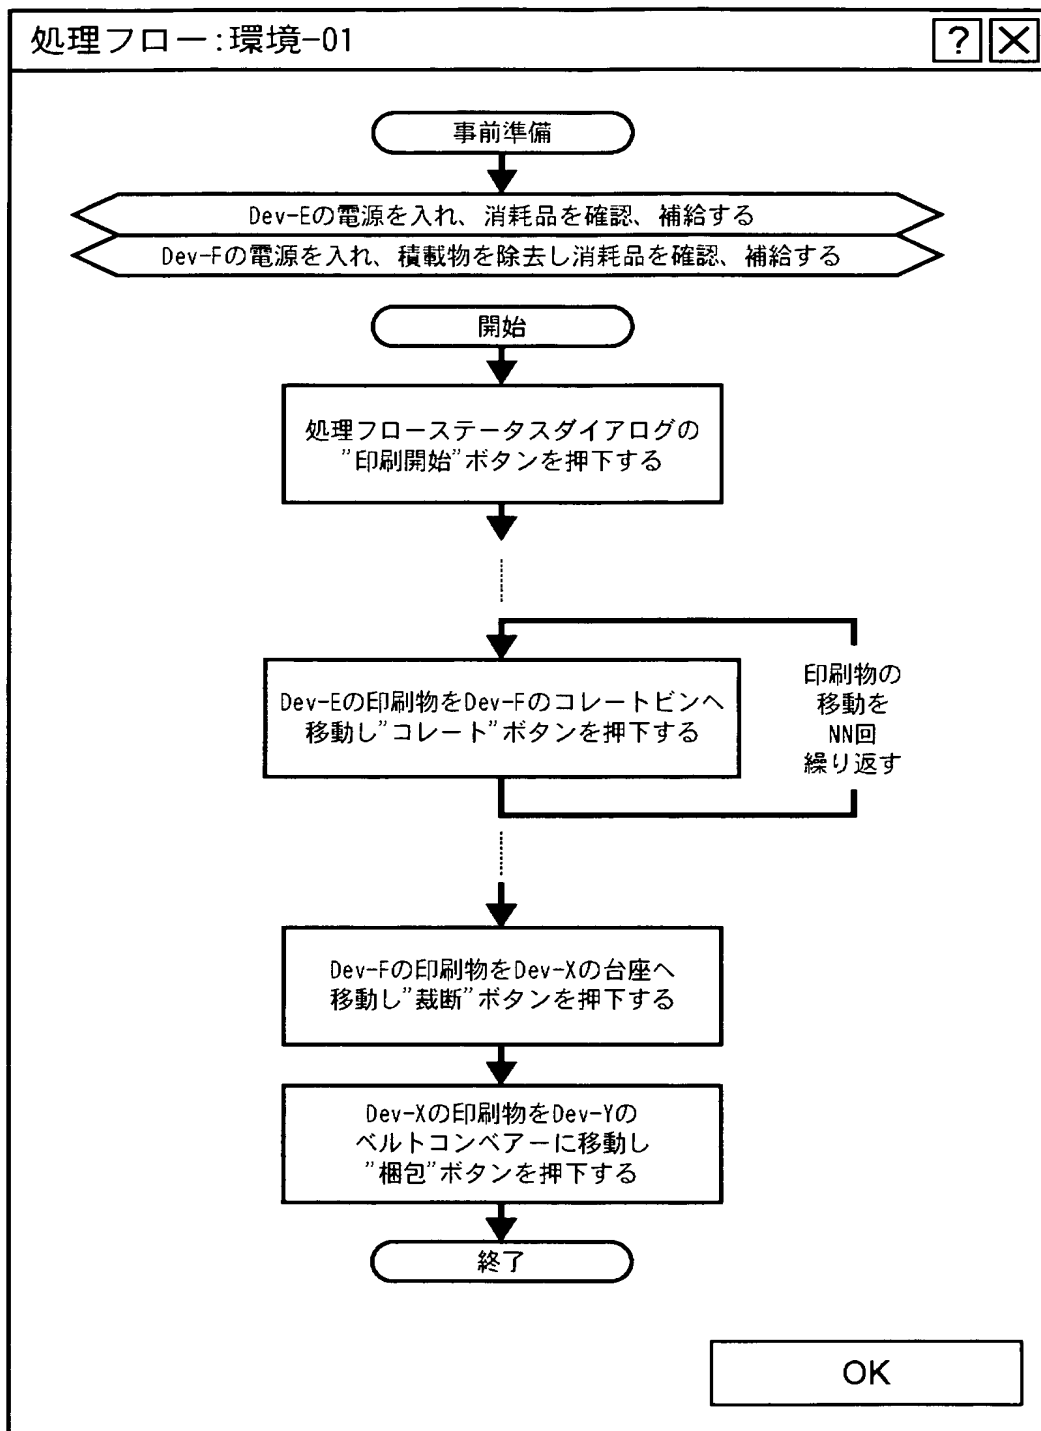 処理フロー:環境-01
?
事前準備
Dev-Eの電源を入れ、消耗品を確認、補給する
Dev-Fの電源を入れ、積載物を除去し消耗品を確認、補給する
開始
処理フローステータスダイアログの
”印刷開始”ボタンを押下する
Dev-Eの印刷物をDev-Fのコレートビンへ
移動し”コレート”ボタンを押下する
印刷物の
移動を
NN回
繰り返す
Dev-Fの印刷物をDev-Xの台座へ
移動し”裁断”ボタンを押下する
Dev-Xの印刷物をDev-Yの
ベルトコンベアーに移動し
”梱包”ボタンを押下する
終了
OK